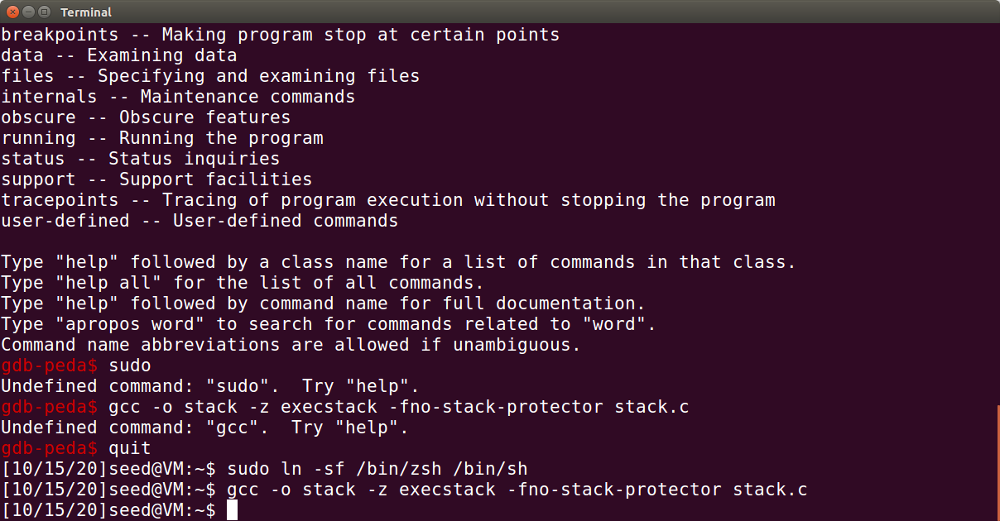 Terminal
breakpoints -- Making program stop at certain points
data -- Examining data
files -- Specifying and examining files
internals -- Maintenance commands
obscure -- Obscure features
running -- Running the program
status -- Status inquiries
support -- Support facilities
tracepoints -- Tracing of program execution without stopping the program
user-defined -- User-defined commands

Type "help" followed by a class name for a list of commands in that class.
Type "help all" for the list of all commands.
Type "help" followed by command name for full documentation.
Type "apropos word" to search for commands related to "word".
Command name abbreviations are allowed if unambiguous.
gdb-peda$ sudo
Undefined command: "sudo".  Try "help".
gdb-peda$ gcc -o stack -z execstack -fno-stack-protector stack.c
Undefined command: "gcc".  Try "help".
gdb-peda$ quit
[10/15/20]seed@VM:~$ sudo ln -sf /bin/zsh /bin/sh
[10/15/20]seed@VM:~$ gcc -o stack -z execstack -fno-stack-protector stack.c
[10/15/20]seed@VM:~$